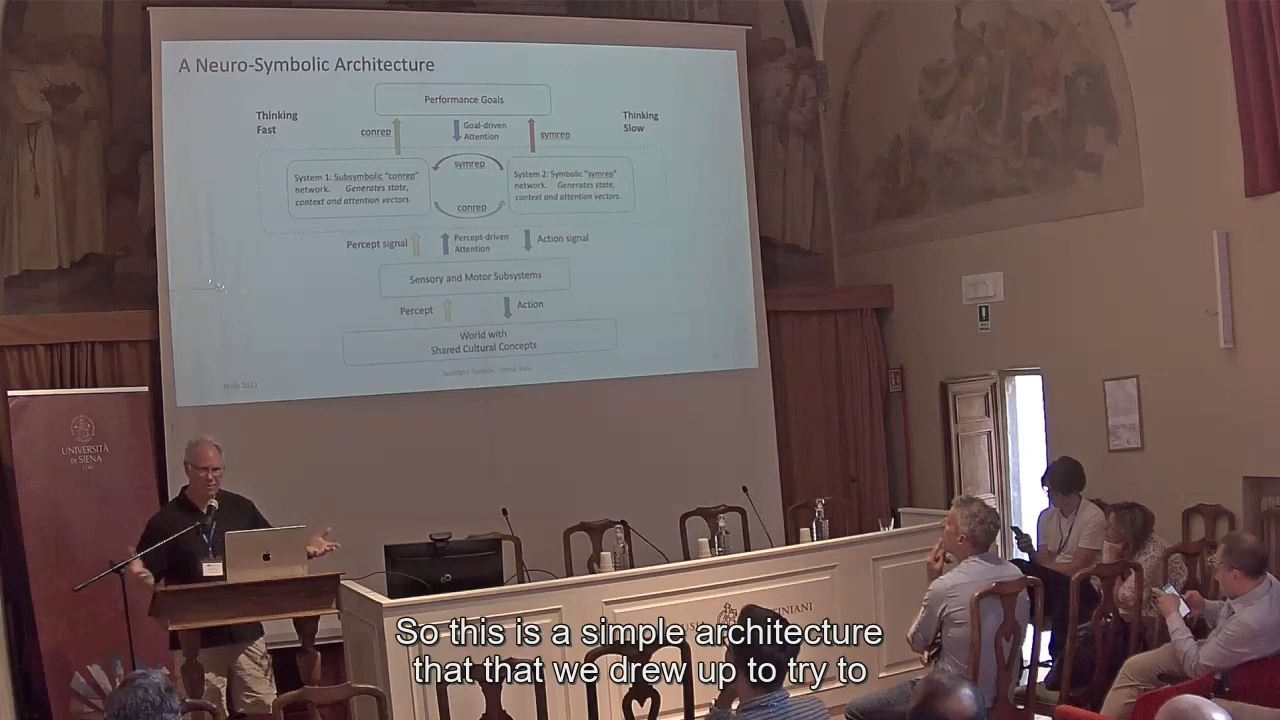 A Neuro-Symbolic Architecture
Performance Goals
Thinking
Fast
Thinking
Slow
conrep
Goal-driven
Attention
symrep
System 1: Subsymbolic "conrep"
network. Generates state,
context and attention vectors.
symrep
conrep
System 2: Symbolic "symrep"
network. Generates state,
context and attention vectors.
Percept signal
Percept-driven
Attention
Action signal
Sensory and Motor Subsystems
Percept
Action
World with
Shared Cultural Concepts
UNIVERSITÀ
DI SIENA
So this is a simple architecture
that that we drew up to try to